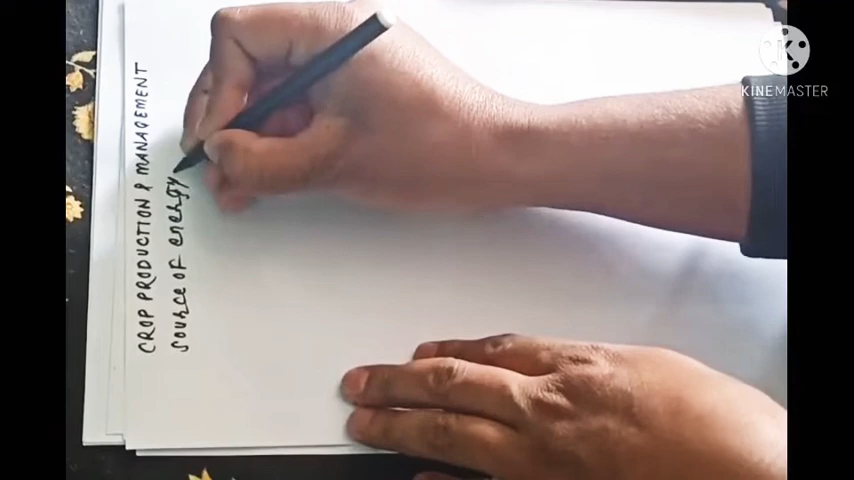 CROP PRODUCTION & MANAGEMENT
source of energy
KINEMASTER